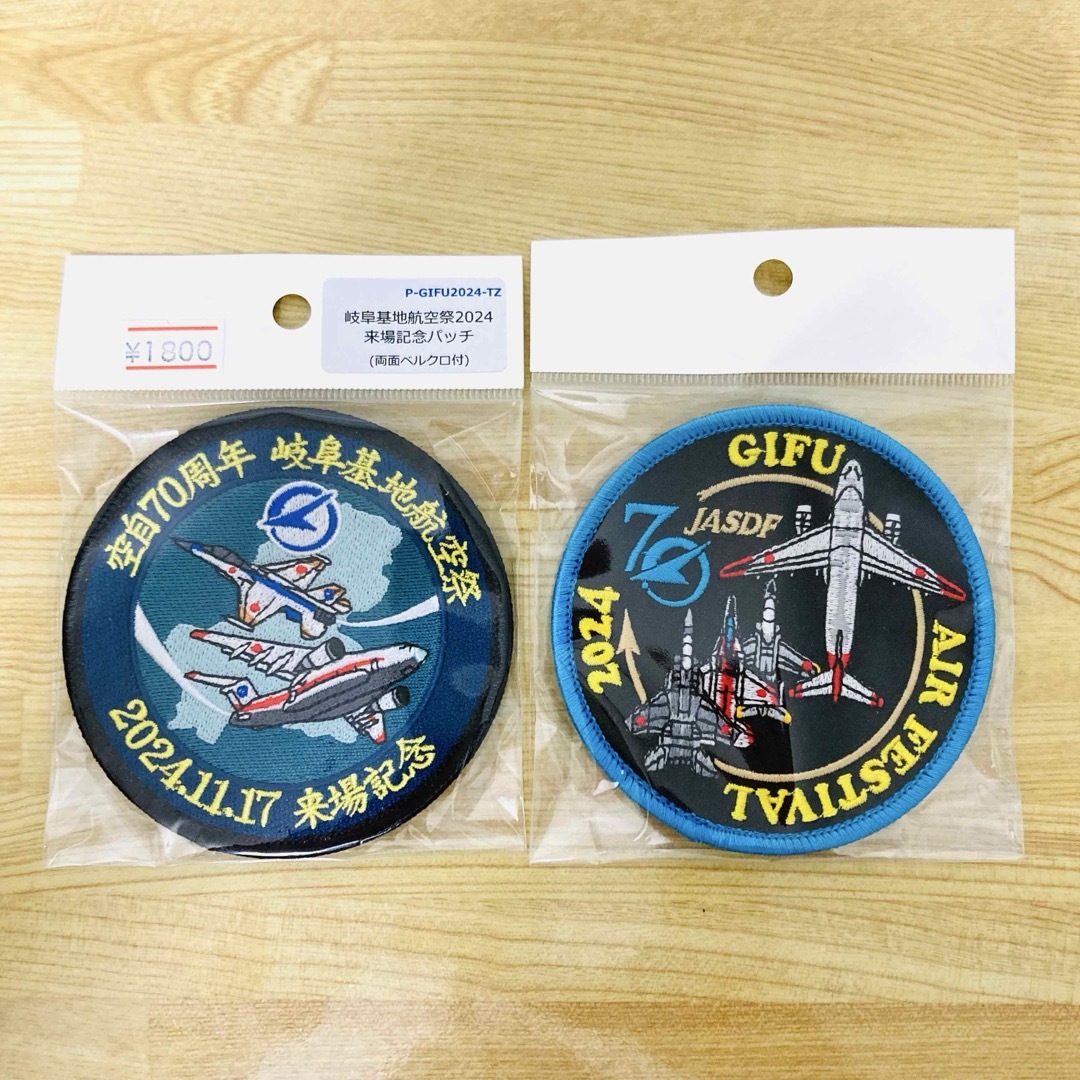 P-GIFU2024-TZ
岐阜基地航空祭2024
来場記念パッチ
(両面ベルクロ付)
¥1800
空自70周年 岐阜基地航空祭
2024.11.17 来場記念
GIFU
70 JASDF
2024
AIR FESTIVAL